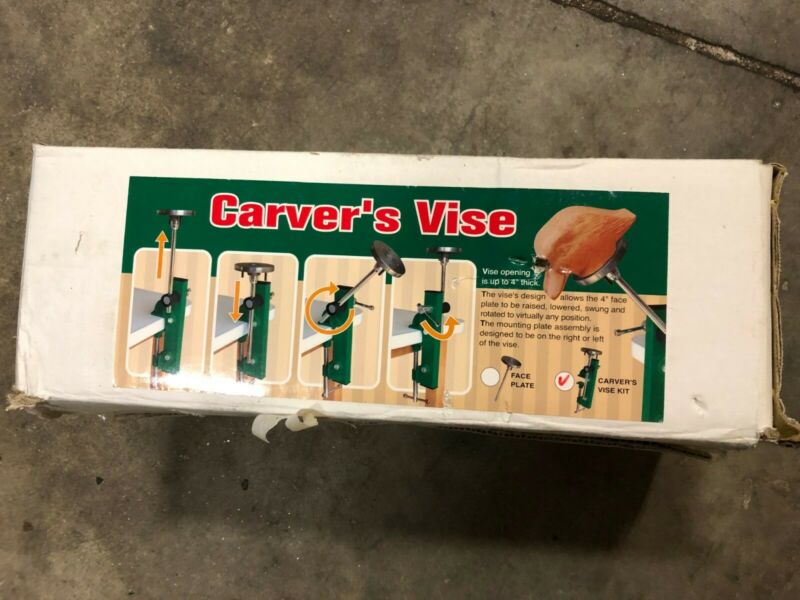 Carver's Vise
Vise opening
is up to 4" thick.
The vise's design allows the 4" face
plate to be raised, lowered, swung and
rotated to virtually any position.
The mounting plate assembly is
designed to be on the right or left
of the vise.
FACE
PLATE
CARVER'S
VISE KIT